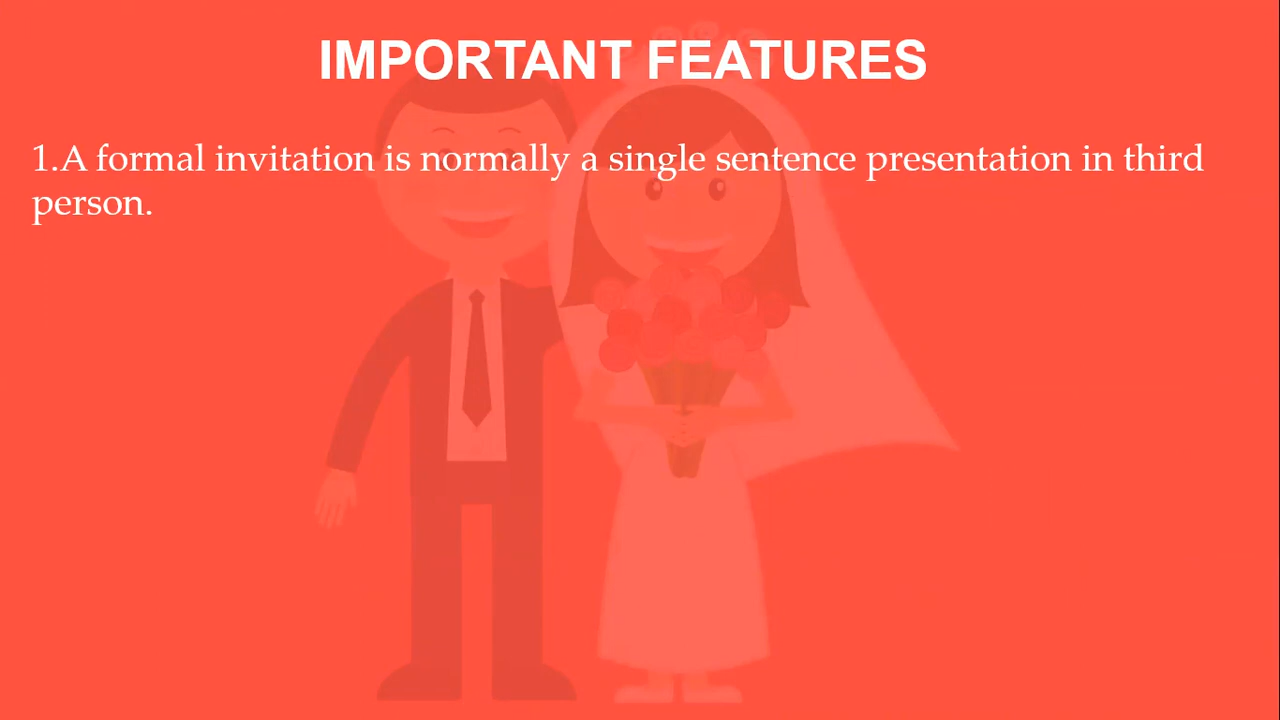 IMPORTANT FEATURES
1.A formal invitation is normally a single sentence presentation in third
person.